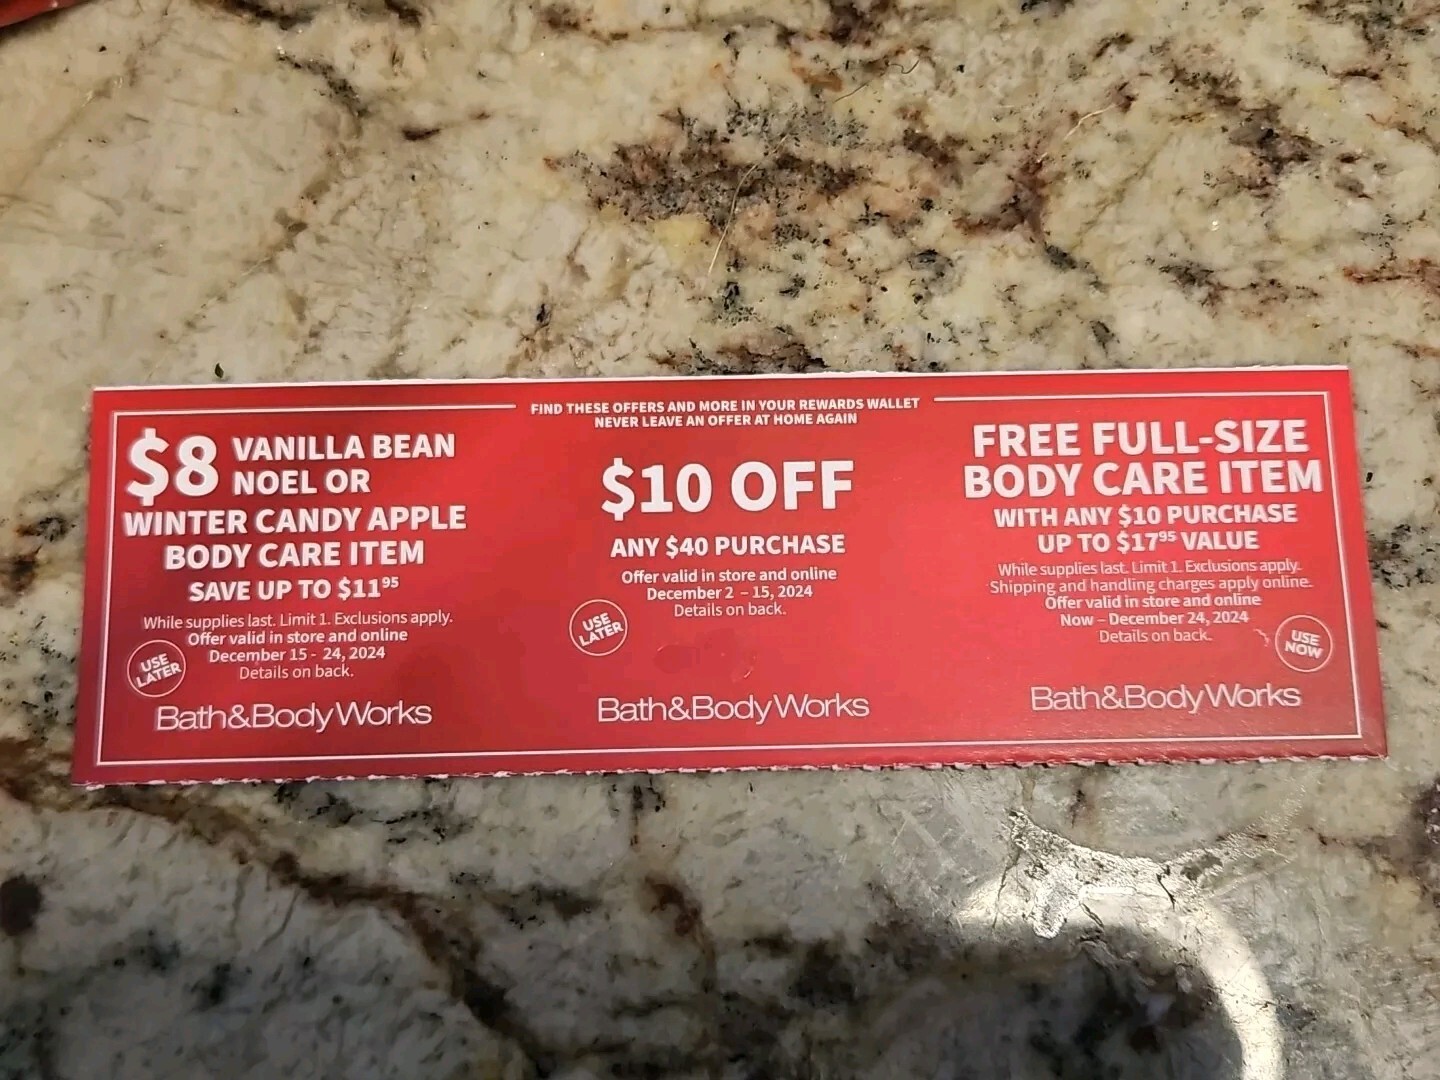 FIND THESE OFFERS AND MORE IN YOUR REWARDS WALLET
NEVER LEAVE AN OFFER AT HOME AGAIN
$8 VANILLA BEAN
NOEL OR
WINTER CANDY APPLE
BODY CARE ITEM
SAVE UP TO $11⁹⁵
While supplies last. Limit 1. Exclusions apply.
Offer valid in store and online
December 15 - 24, 2024
Details on back.
USE
LATER
Bath&BodyWorks
$10 OFF
ANY $40 PURCHASE
Offer valid in store and online
December 2 – 15, 2024
Details on back.
USE
LATER
Bath&BodyWorks
FREE FULL-SIZE
BODY CARE ITEM
WITH ANY $10 PURCHASE
UP TO $17⁹⁵ VALUE
While supplies last. Limit 1. Exclusions apply.
Shipping and handling charges apply online.
Offer valid in store and online
Now – December 24, 2024
Details on back.
USE
NOW
Bath&BodyWorks